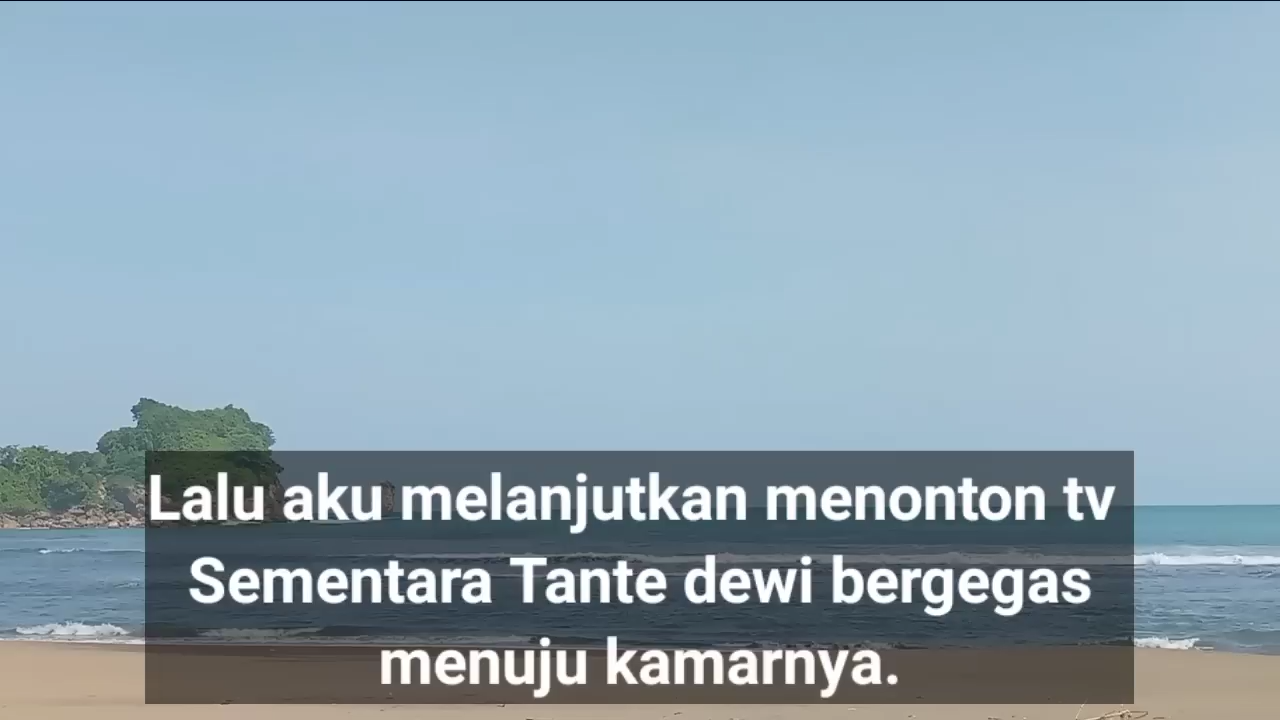 Lalu aku melanjutkan menonton tv
Sementara Tante dewi bergegas
menuju kamarnya.